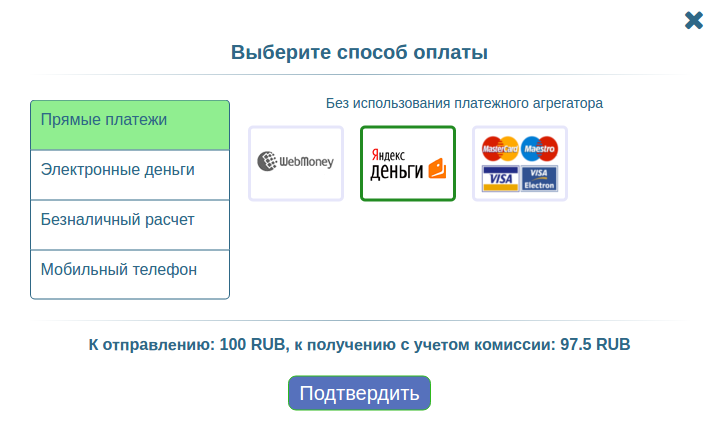 Выберите способ оплаты
Прямые платежи
Электронные деньги
Безналичный расчет
Мобильный телефон
Без использования платежного агрегатора
WebMoney
Яндекс
деньги
MasterCard
Maestro
VISA
VISA
Electron
К отправлению: 100 RUB, к получению с учетом комиссии: 97.5 RUB
Подтвердить